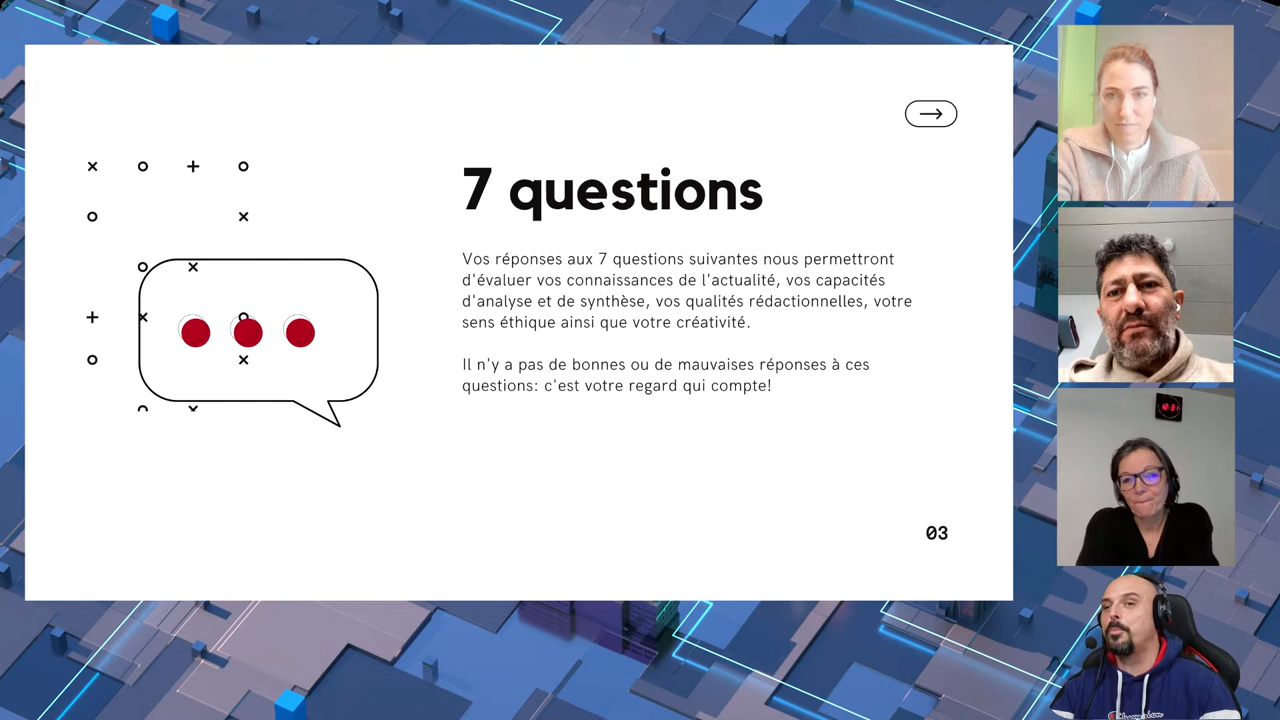 7 questions
Vos réponses aux 7 questions suivantes nous permettront
d'évaluer vos connaissances de l'actualité, vos capacités
d'analyse et de synthèse, vos qualités rédactionnelles, votre
sens éthique ainsi que votre créativité.
Il n'y a pas de bonnes ou de mauvaises réponses à ces
questions: c'est votre regard qui compte!
03
Champion